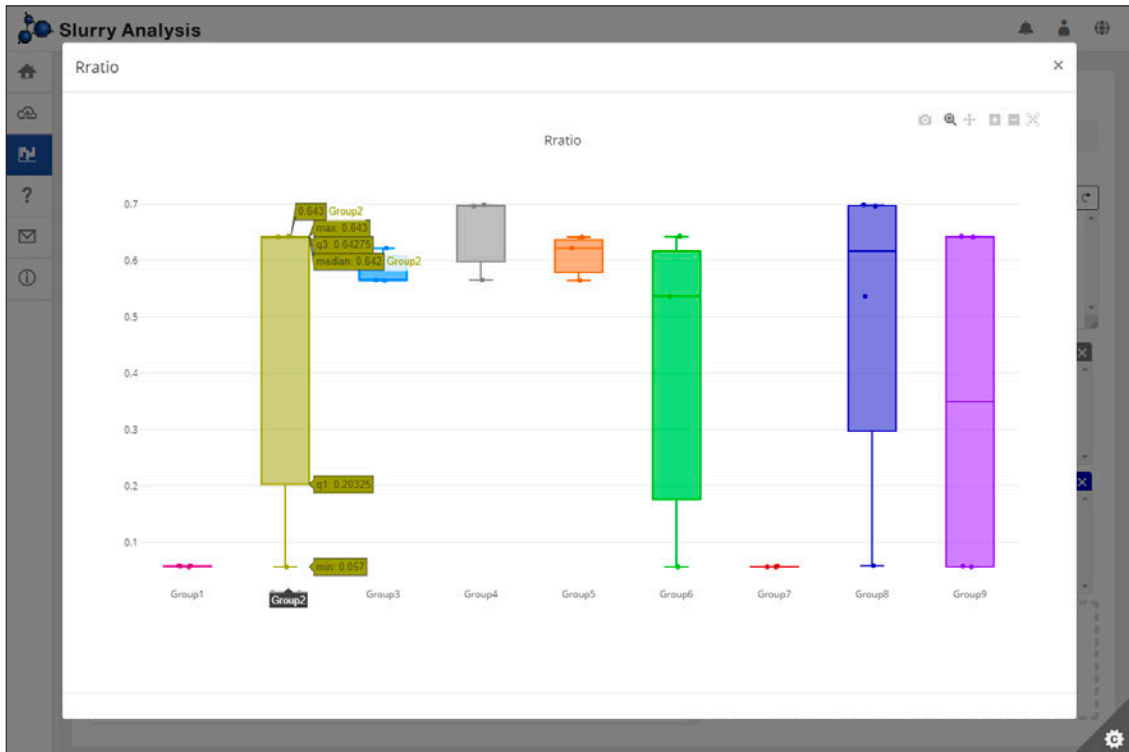 Slurry Analysis
Rratio
Rratio
0.7
0.6
0.5
0.4
0.3
0.2
0.1
0.643 Group2
max: 0.643
q3: 0.64275
median: 0.642 Group2
q1: 0.20325
min: 0.057
Group1
Group2
Group3
Group4
Group5
Group6
Group7
Group8
Group9